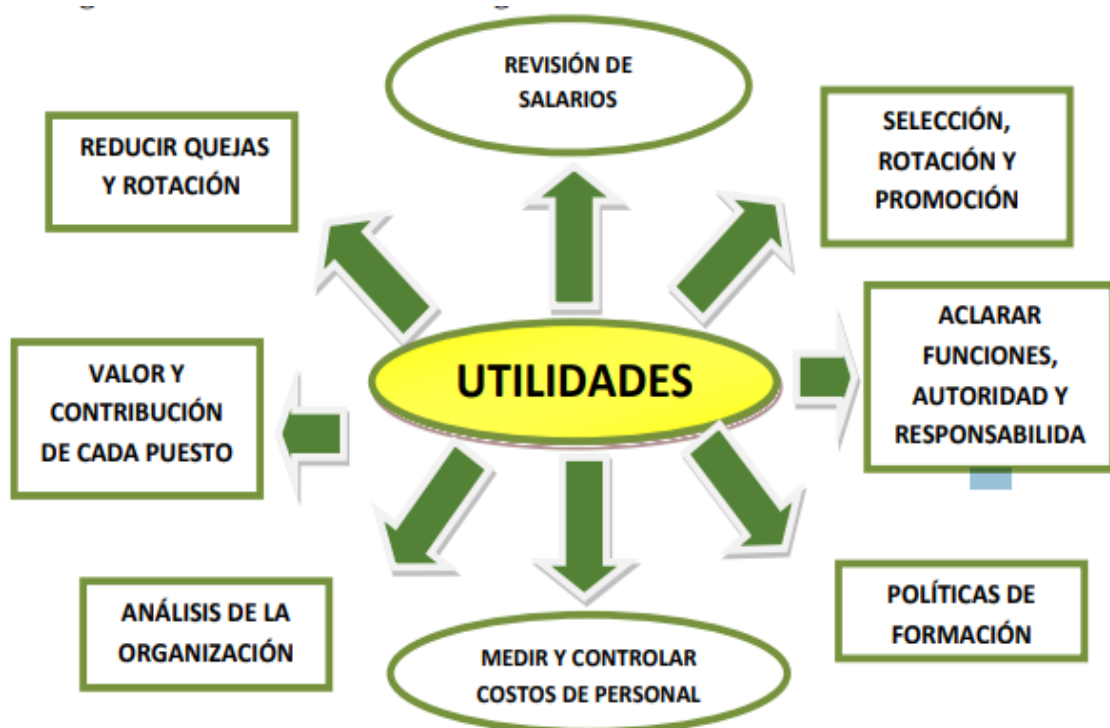 REVISIÓN DE
SALARIOS
REDUCIR QUEJAS
Y ROTACIÓN
SELECCIÓN,
ROTACIÓN Y
PROMOCIÓN
VALOR Y
CONTRIBUCIÓN
DE CADA PUESTO
UTILIDADES
ACLARAR
FUNCIONES,
AUTORIDAD Y
RESPONSABILIDA
ANÁLISIS DE LA
ORGANIZACIÓN
MEDIR Y CONTROLAR
COSTOS DE PERSONAL
POLÍTICAS DE
FORMACIÓN